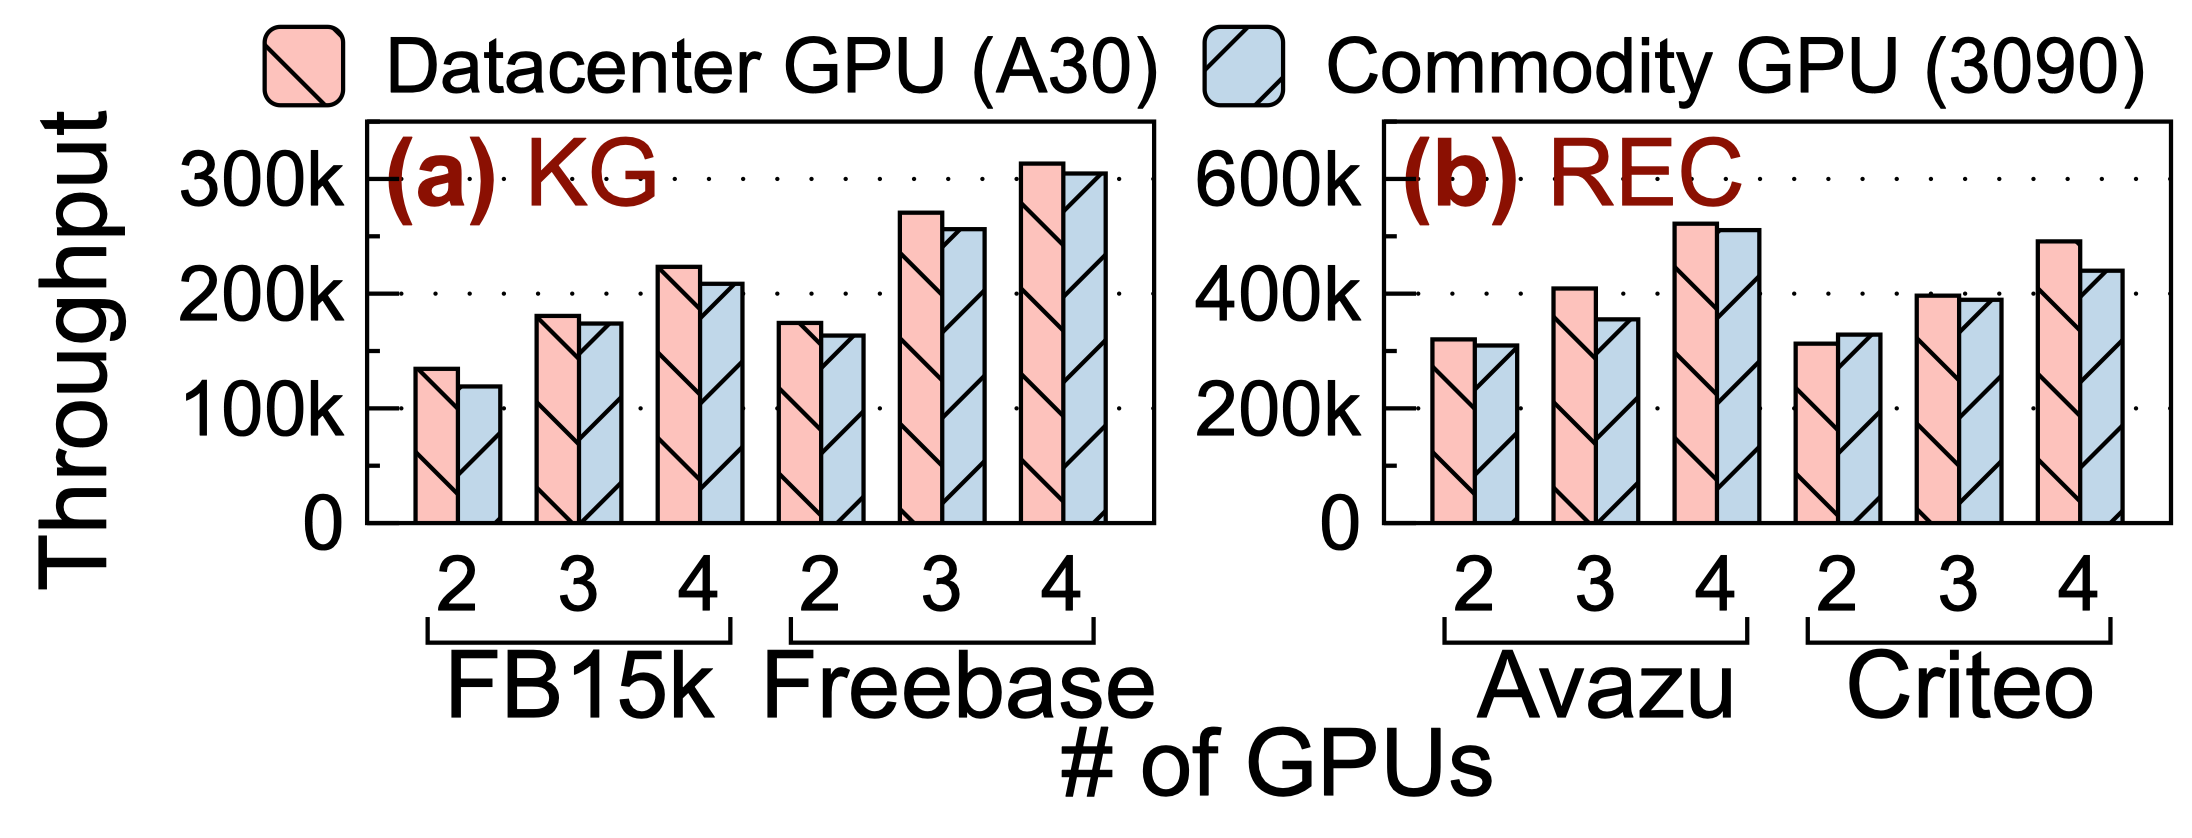 Datacenter GPU (A30) Commodity GPU (3090)
Throughput
(a) KG
300k
200k
100k
0
2 3 4 2 3 4
FB15k Freebase
(b) REC
600k
400k
200k
0
2 3 4 2 3 4
Avazu Criteo
# of GPUs